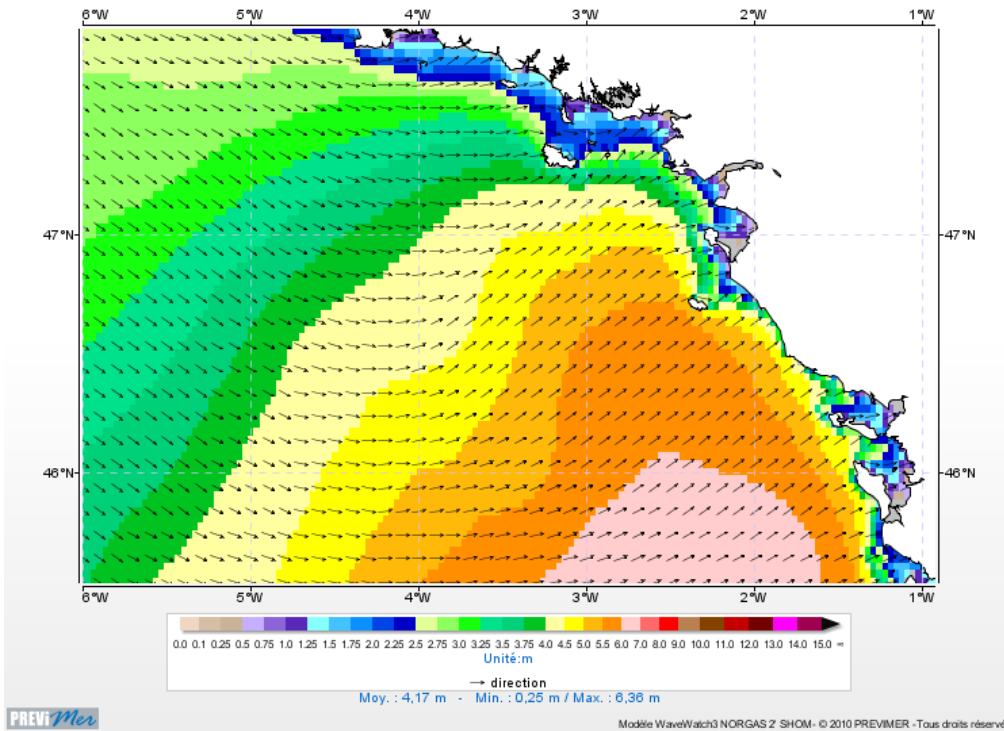 6°W 5°W 4°W 3°W 2°W 1°W
47°N 47°N
46°N 46°N
6°W 5°W 4°W 3°W 2°W 1°W
0.0 0.1 0.25 0.5 0.75 1.0 1.25 1.5 1.75 2.0 2.25 2.5 2.75 3.0 3.25 3.5 3.75 4.0 4.5 5.0 5.5 6.0 7.0 8.0 9.0 10.0 11.0 12.0 13.0 14.0 15.0 ∞
Unité:m
→ direction
Moy. : 4,17 m - Min. : 0,25 m / Max. : 6,36 m
PREViMer
Modèle WaveWatch3 NORGAS 2' SHOM- © 2010 PREVIMER -Tous droits réservé